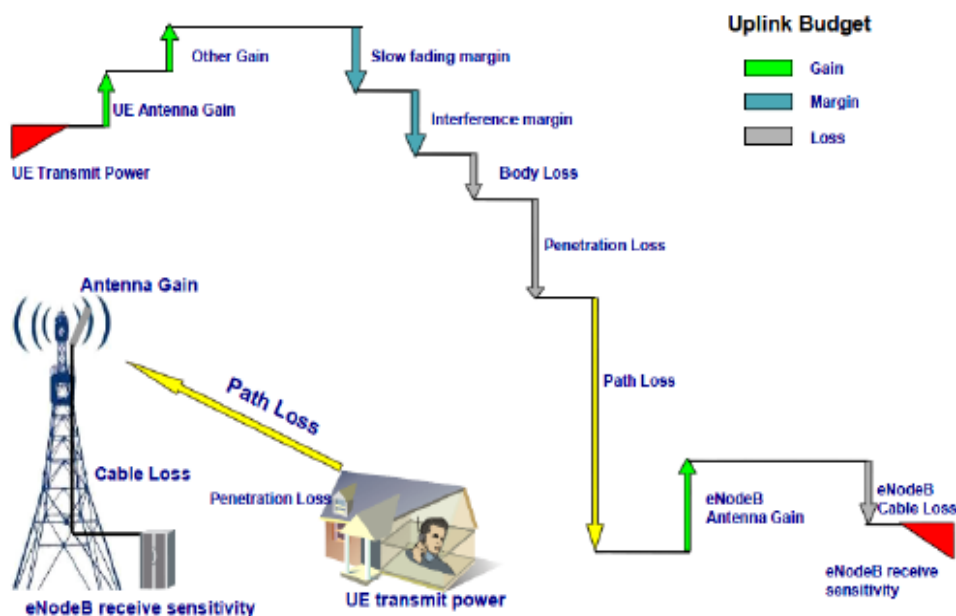 Uplink Budget
Gain
Margin
Loss
Other Gain
Slow fading margin
UE Antenna Gain
Interference margin
UE Transmit Power
Body Loss
Penetration Loss
Antenna Gain
Path Loss
Path Loss
Cable Loss
Penetration Loss
eNodeB
Antenna Gain
eNodeB
Cable Loss
eNodeB receive
sensitivity
eNodeB receive sensitivity
UE transmit power